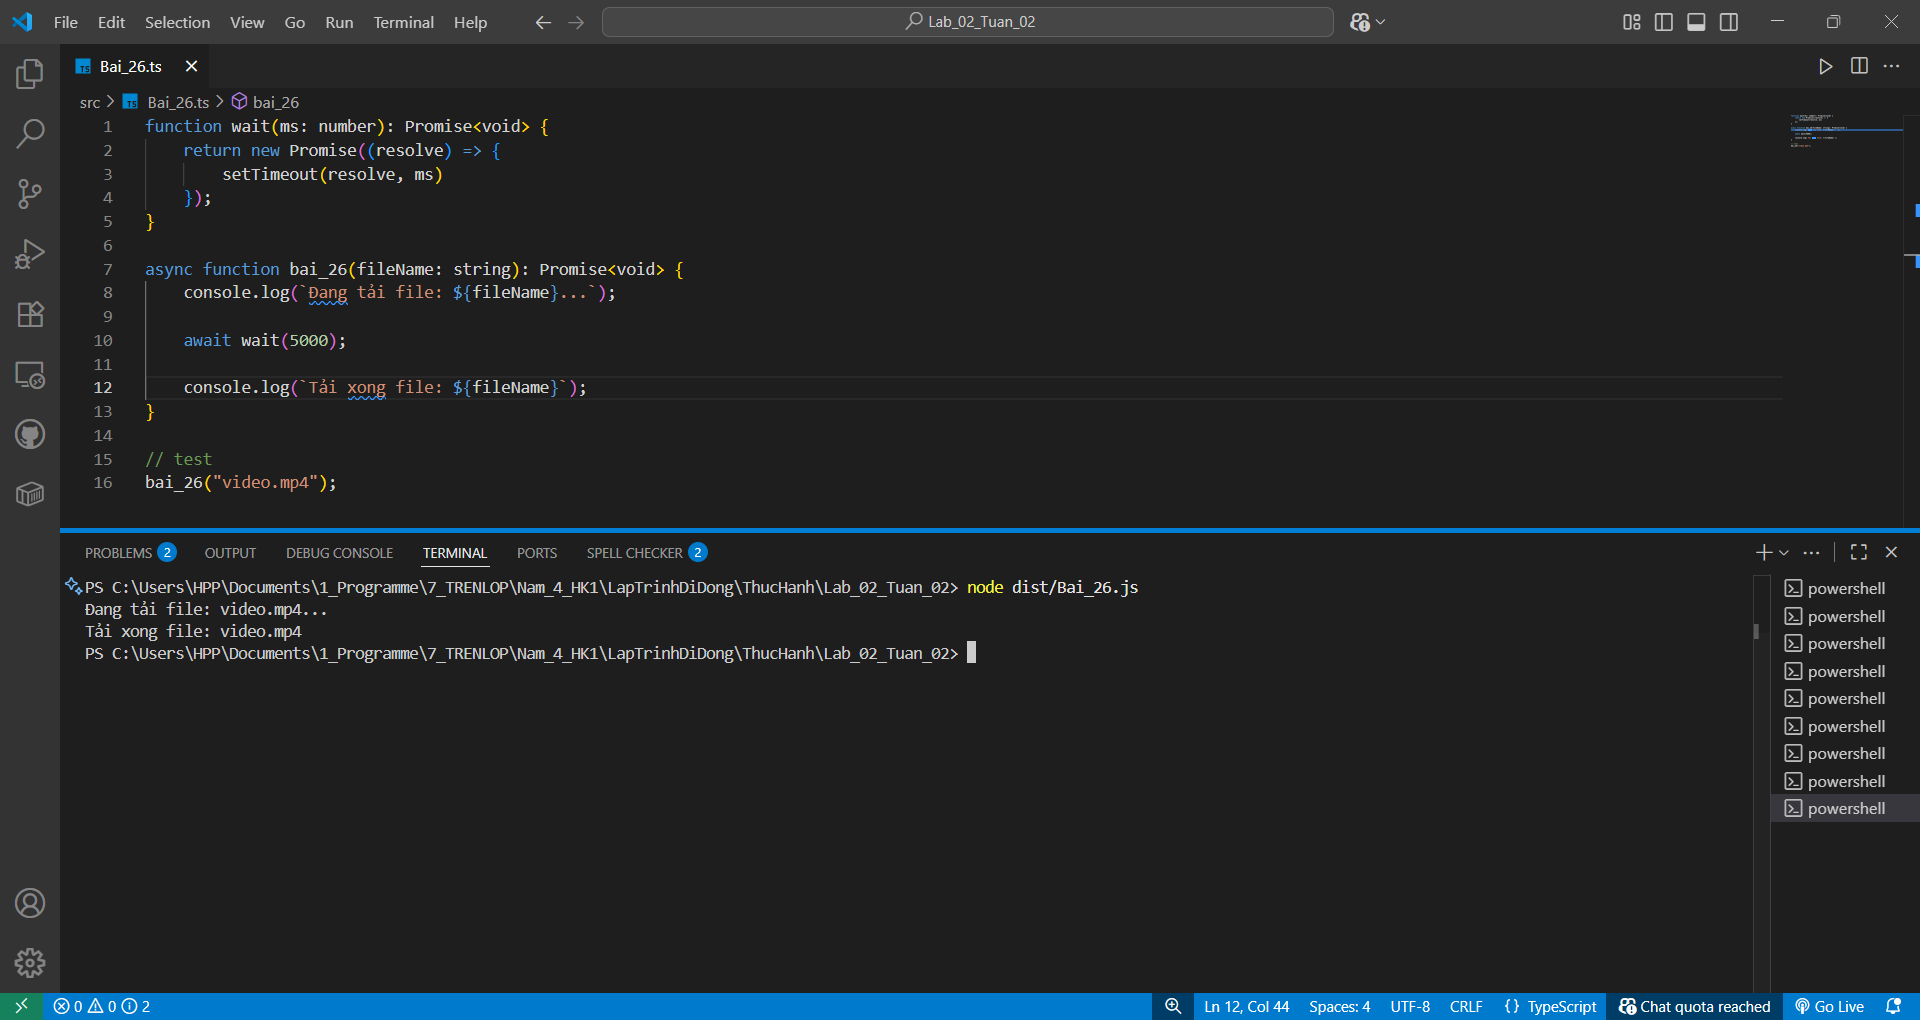 File Edit Selection View Go Run Terminal Help
Lab_02_Tuan_02
TS Bai_26.ts
src > TS Bai_26.ts > bai_26
1 function wait(ms: number): Promise<void> {
2     return new Promise((resolve) => {
3         setTimeout(resolve, ms)
4     });
5 }
6
7 async function bai_26(fileName: string): Promise<void> {
8     console.log(`Đang tải file: ${fileName}...`);
9
10     await wait(5000);
11
12     console.log(`Tải xong file: ${fileName}`);
13 }
14
15 // test
16 bai_26("video.mp4");
PROBLEMS 2 OUTPUT DEBUG CONSOLE TERMINAL PORTS SPELL CHECKER 2
PS C:\Users\HPP\Documents\1_Programme\7_TRENLOP\Nam_4_HK1\LapTrinhDiDong\ThucHanh\Lab_02_Tuan_02> node dist/Bai_26.js
Đang tải file: video.mp4...
Tải xong file: video.mp4
PS C:\Users\HPP\Documents\1_Programme\7_TRENLOP\Nam_4_HK1\LapTrinhDiDong\ThucHanh\Lab_02_Tuan_02>
powershell
powershell
powershell
powershell
powershell
powershell
powershell
powershell
powershell
0 0 2 Ln 12, Col 44 Spaces: 4 UTF-8 CRLF {} TypeScript Chat quota reached Go Live